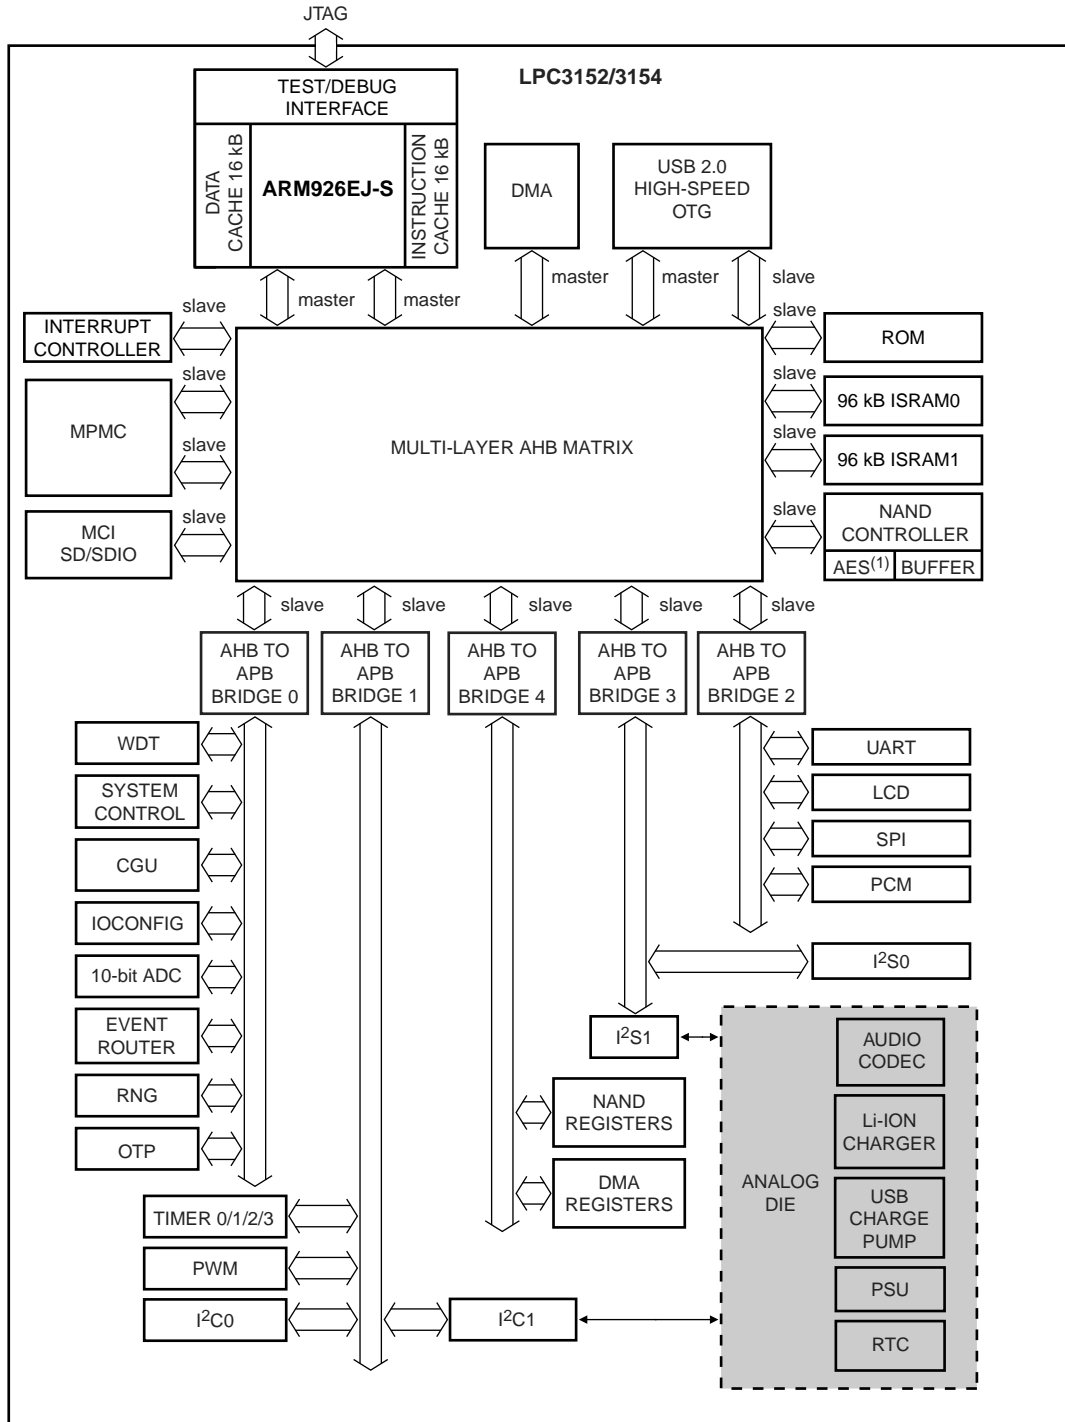 JTAG
LPC3152/3154
TEST/DEBUG
INTERFACE
DATA
CACHE 16 kB
ARM926EJ-S
INSTRUCTION
CACHE 16 kB
DMA
USB 2.0
HIGH-SPEED
OTG
master
master
master
master
slave
slave
INTERRUPT
CONTROLLER
slave
MPMC
slave
slave
MCI
SD/SDIO
MULTI-LAYER AHB MATRIX
slave
ROM
slave
96 kB ISRAM0
slave
96 kB ISRAM1
slave
NAND
CONTROLLER
AES(1)
BUFFER
slave
slave
slave
slave
slave
AHB TO
APB
BRIDGE 0
AHB TO
APB
BRIDGE 1
AHB TO
APB
BRIDGE 4
AHB TO
APB
BRIDGE 3
AHB TO
APB
BRIDGE 2
WDT
SYSTEM
CONTROL
CGU
IOCONFIG
10-bit ADC
EVENT
ROUTER
RNG
OTP
UART
LCD
SPI
PCM
I2S0
I2S1
NAND
REGISTERS
DMA
REGISTERS
TIMER 0/1/2/3
PWM
I2C0
I2C1
ANALOG
DIE
AUDIO
CODEC
Li-ION
CHARGER
USB
CHARGE
PUMP
PSU
RTC